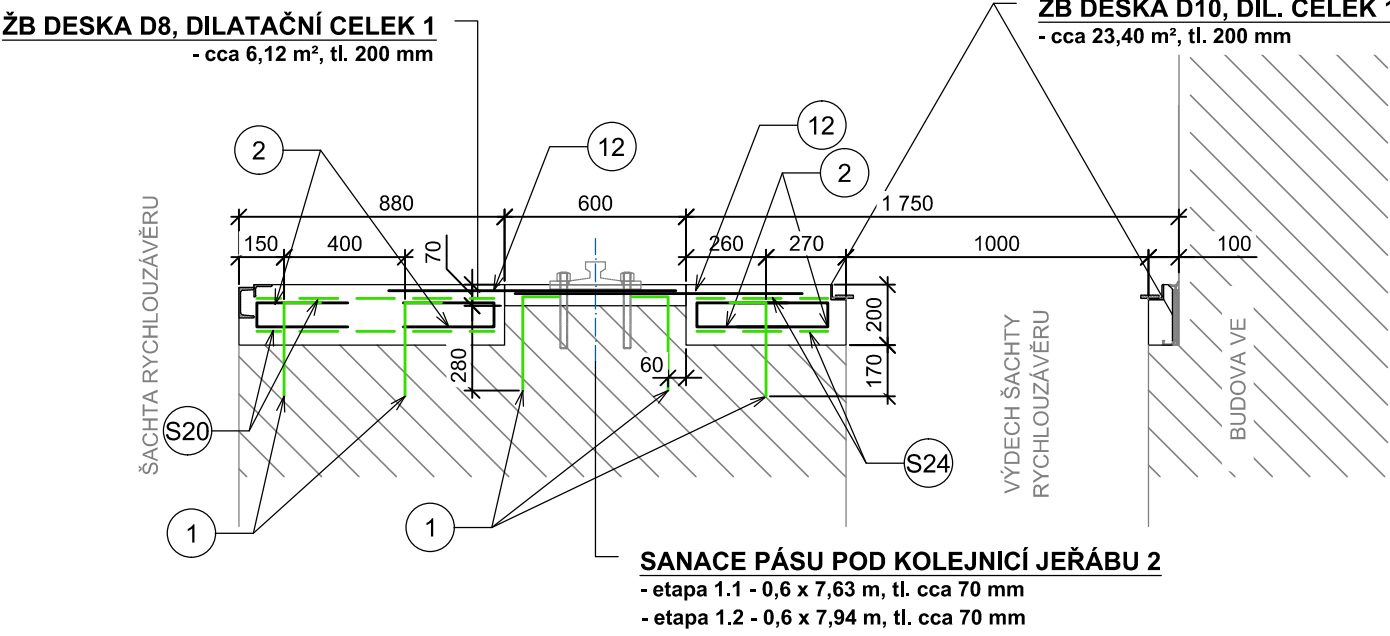 ŽB DESKA D8, DILATAČNÍ CELEK 1
- cca 6,12 m², tl. 200 mm
ŽB DESKA D10, DIL. CELEK 1
- cca 23,40 m², tl. 200 mm
2
12
12
2
880
600
1 750
150
400
70
260
270
1000
100
200
170
280
60
ŠACHTA RYCHLOUZÁVĚRU
VÝDECH ŠACHTY
RYCHLOUZÁVĚRU
BUDOVA VE
S20
S24
1
1
SANACE PÁSU POD KOLEJNICÍ JEŘÁBU 2
- etapa 1.1 - 0,6 x 7,63 m, tl. cca 70 mm
- etapa 1.2 - 0,6 x 7,94 m, tl. cca 70 mm